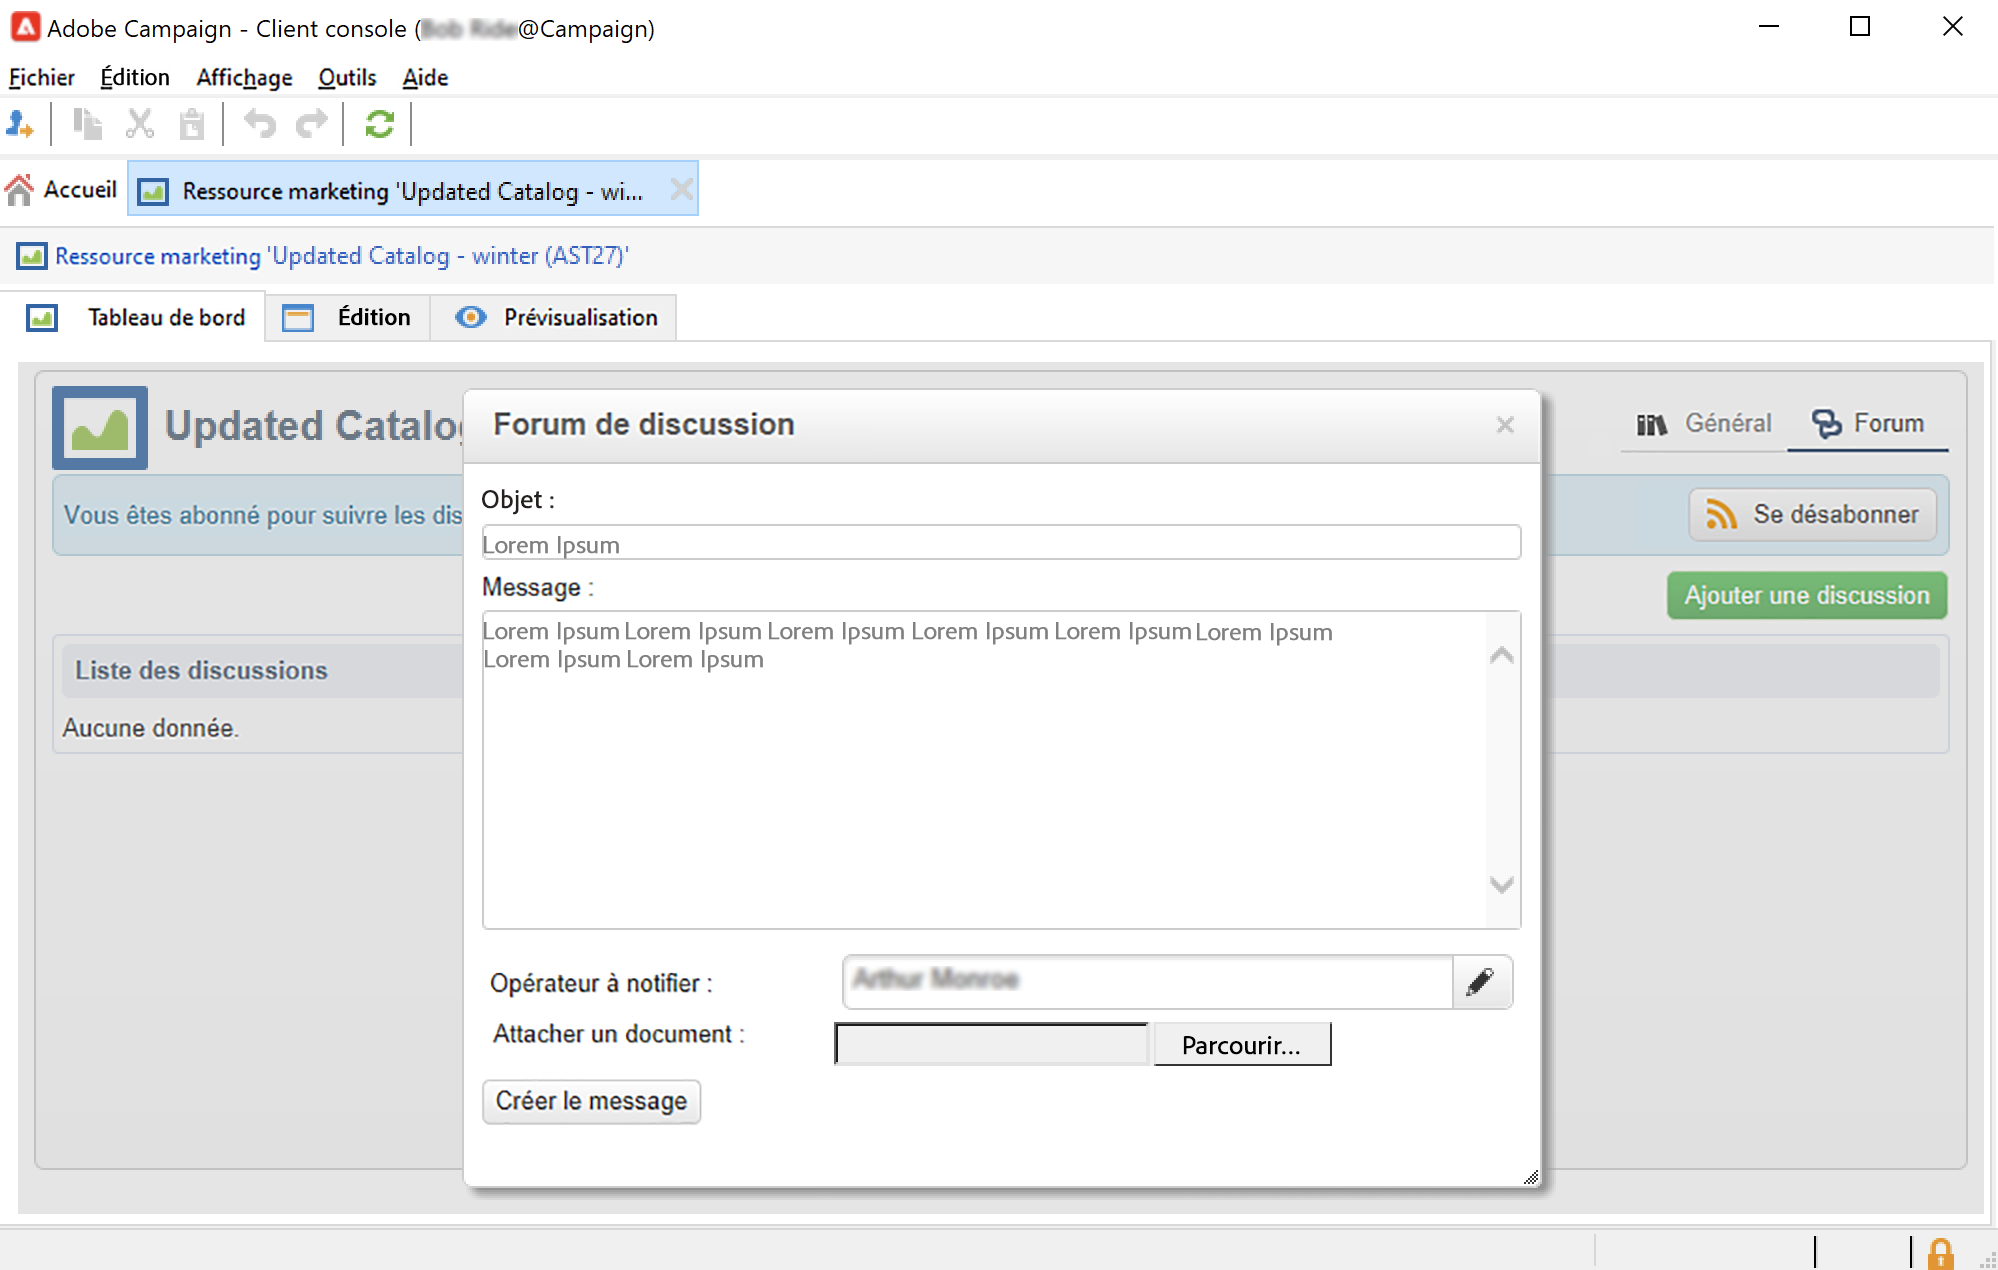 Adobe Campaign - Client console (@Campaign)
Fichier Édition Affichage Outils Aide
Accueil Ressource marketing 'Updated Catalog - wi...
Ressource marketing 'Updated Catalog - winter (AST27)'
Tableau de bord Édition Prévisualisation
Updated Catalog
Forum de discussion
Général Forum
Vous êtes abonné pour suivre les dis
Se désabonner
Ajouter une discussion
Liste des discussions
Aucune donnée.
Objet :
Lorem Ipsum
Message :
Lorem Ipsum Lorem Ipsum Lorem Ipsum Lorem Ipsum Lorem Ipsum Lorem Ipsum
Lorem Ipsum Lorem Ipsum
Opérateur à notifier :
Attacher un document :
Parcourir...
Créer le message